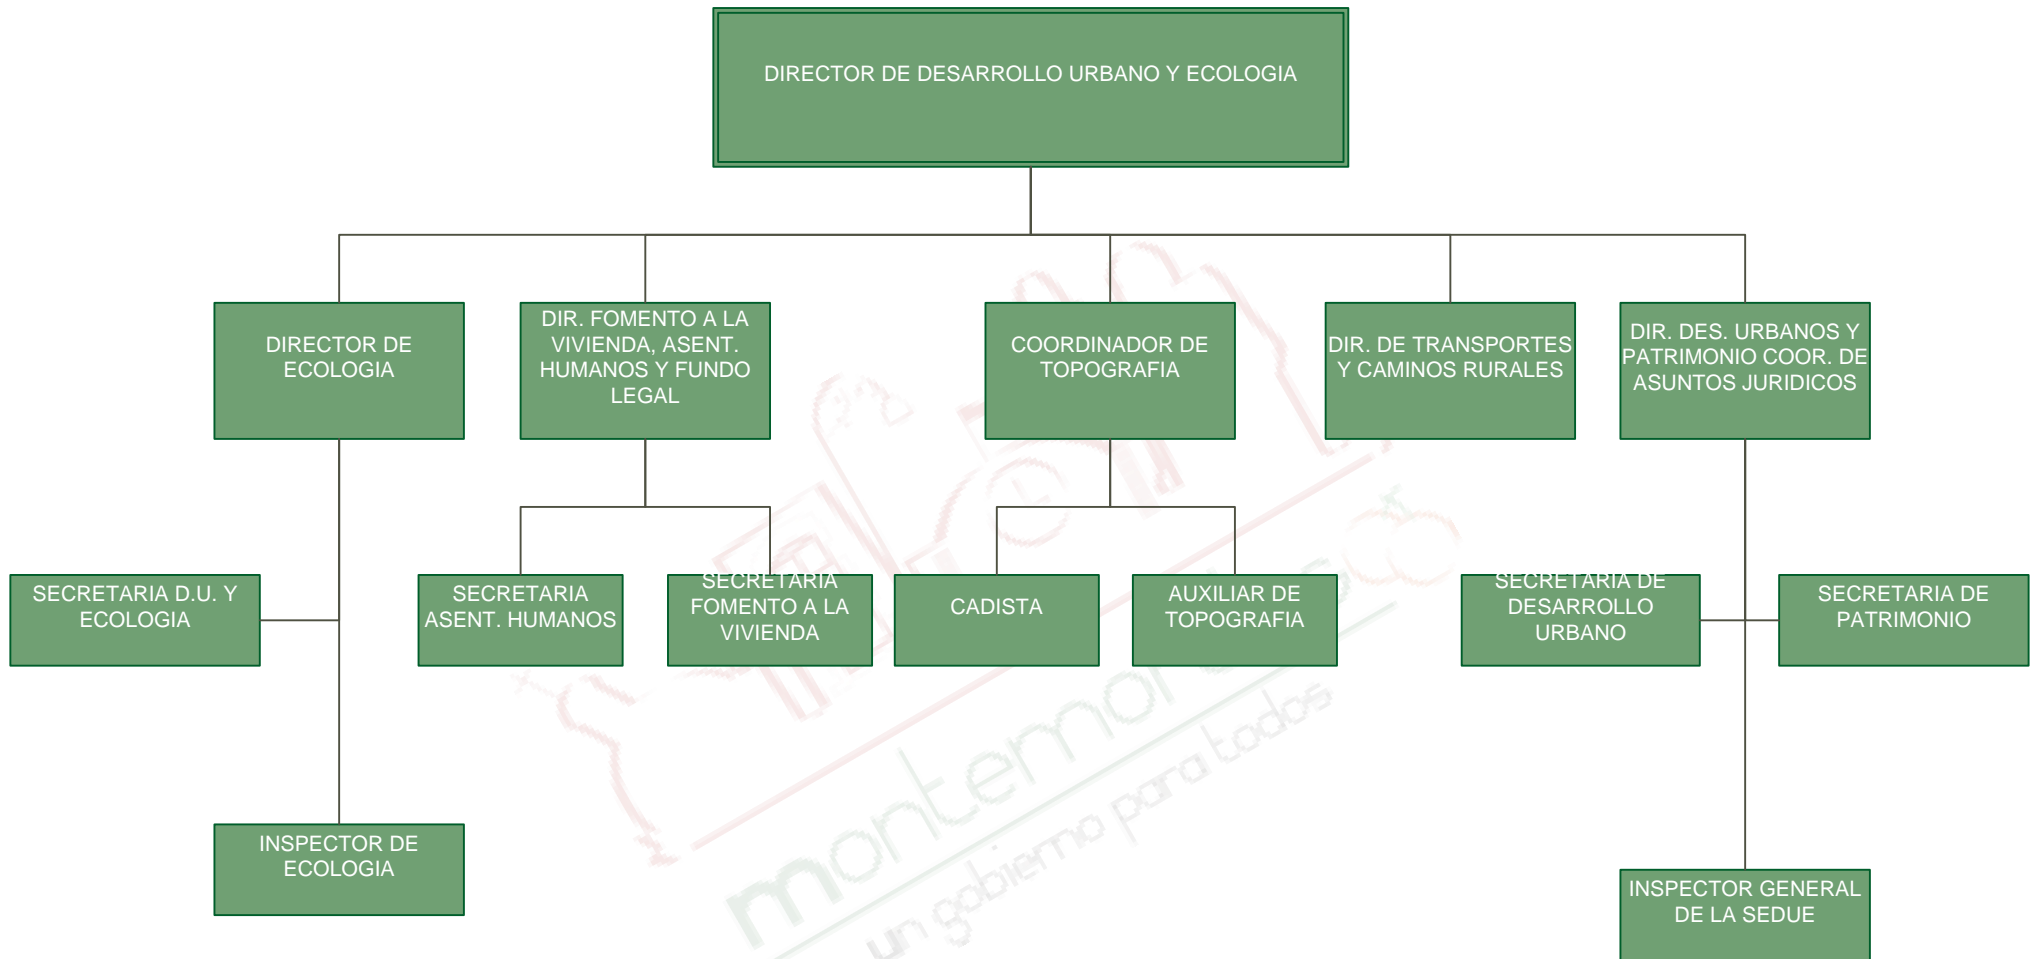 DIRECTOR DE DESARROLLO URBANO Y ECOLOGIA
DIRECTOR DE
ECOLOGIA
DIR. FOMENTO A LA
VIVIENDA, ASENT.
HUMANOS Y FUNDO
LEGAL
COORDINADOR DE
TOPOGRAFIA
DIR. DE TRANSPORTES
Y CAMINOS RURALES
DIR. DES. URBANOS Y
PATRIMONIO COOR. DE
ASUNTOS JURIDICOS
SECRETARIA D.U. Y
ECOLOGIA
SECRETARIA
ASENT. HUMANOS
SECRETARIA
FOMENTO A LA
VIVIENDA
CADISTA
AUXILIAR DE
TOPOGRAFIA
SECRETARIA DE
DESARROLLO
URBANO
SECRETARIA DE
PATRIMONIO
INSPECTOR DE
ECOLOGIA
INSPECTOR GENERAL
DE LA SEDUE
un gobierno para todos